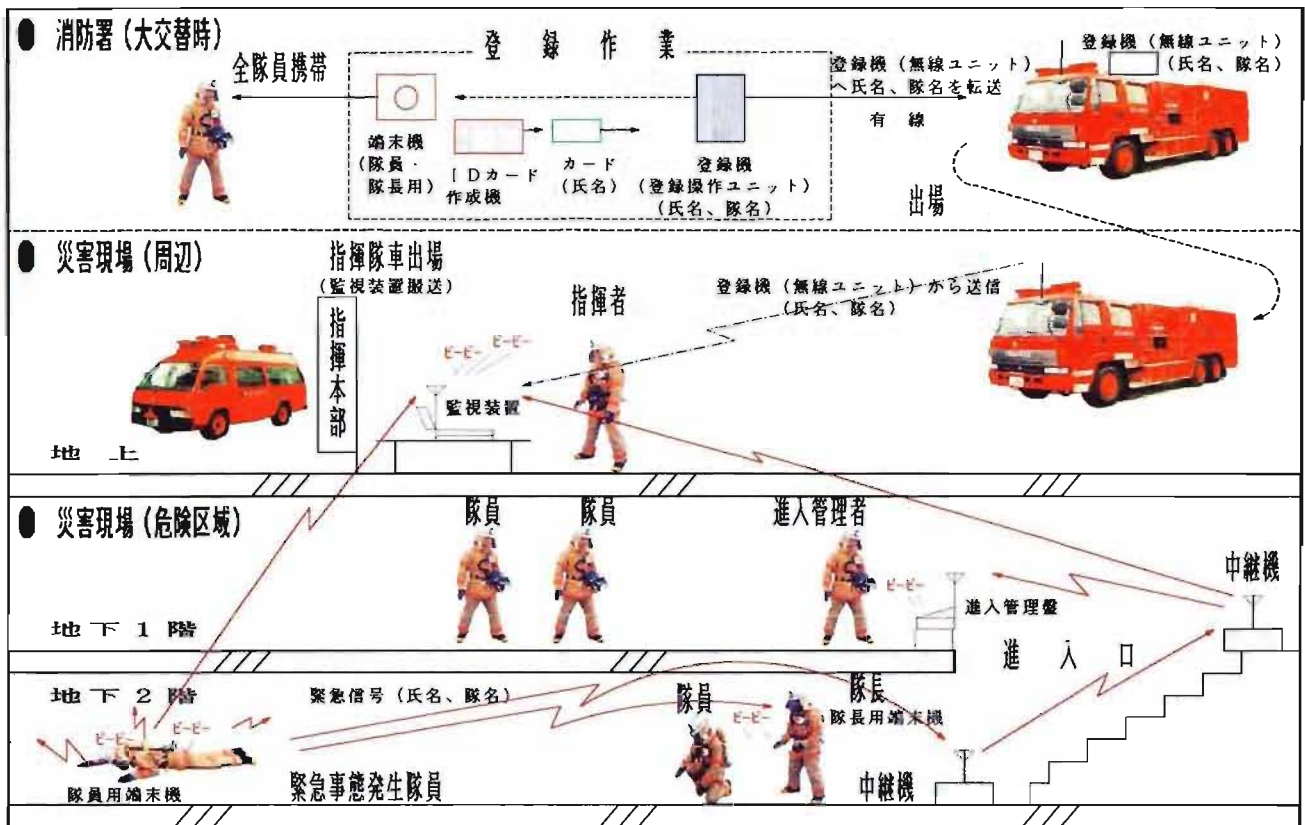 ● 消防署（大交替時）
登録作業
全隊員携帯
端末機
（隊員・
隊長用）
ＩＤカード
作成機
カード
（氏名）
登録機
（登録操作ユニット）
（氏名、隊名）
登録機（無線ユニット）
へ氏名、隊名を転送
有線
登録機（無線ユニット）
（氏名、隊名）
出場
● 災害現場（周辺）
指揮隊車出場
（監視装置搬送）
指揮本部
ピーピー
監視装置
指揮者
登録機（無線ユニット）から送信
（氏名、隊名）
地上
● 災害現場（危険区域）
隊員
隊員
進入管理者
ピーピー
進入管理盤
中継機
地下1階
進入口
地下2階
ピーピー
ピーピー
緊急信号（氏名、隊名）
隊員
ピーピー
隊長
隊長用端末機
隊員用端末機
緊急事態発生隊員
中継機